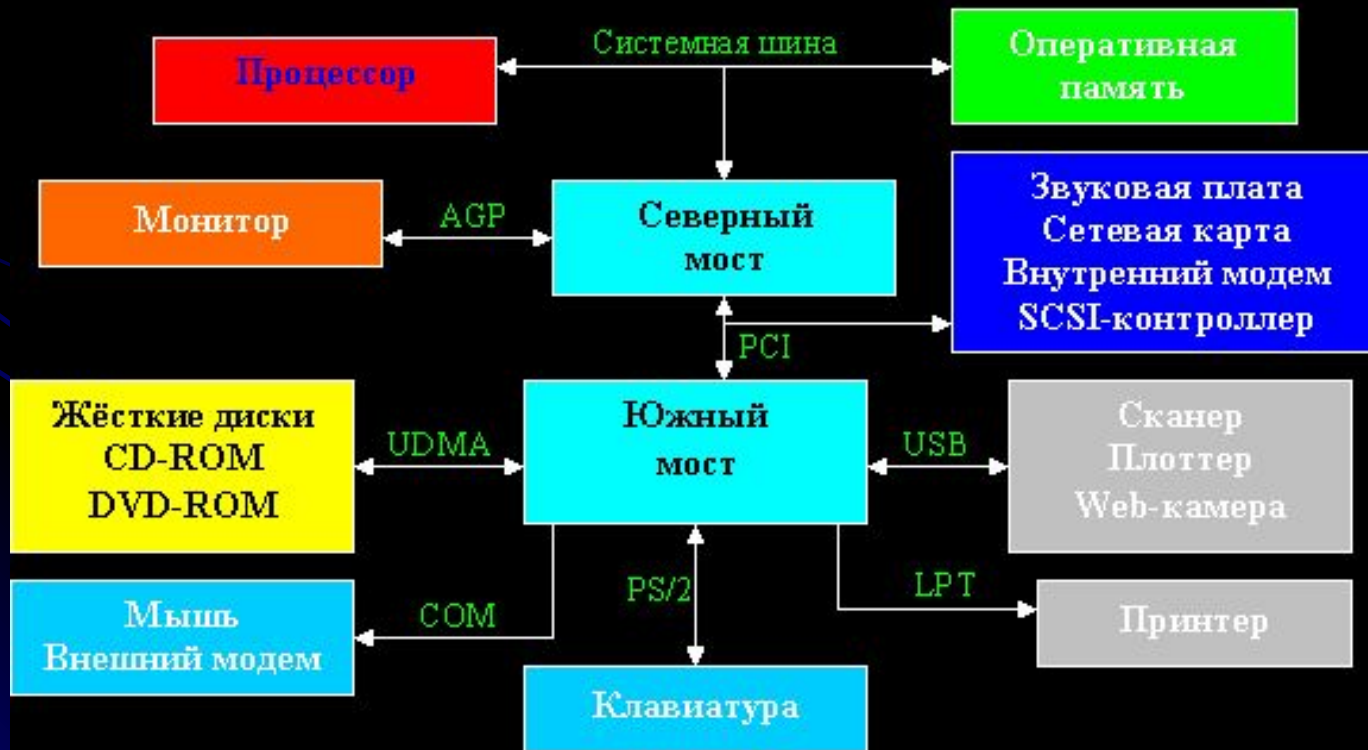 Системная шина
Процессор
Оперативная
память
Монитор
AGP
Северный
мост
Звуковая плата
Сетевая карта
Внутренний модем
SCSI-контроллер
PCI
Жёсткие диски
CD-ROM
DVD-ROM
UDMA
Южный
мост
USB
Сканер
Плоттер
Web-камера
Мышь
Внешний модем
COM
PS/2
LPT
Принтер
Клавиатура